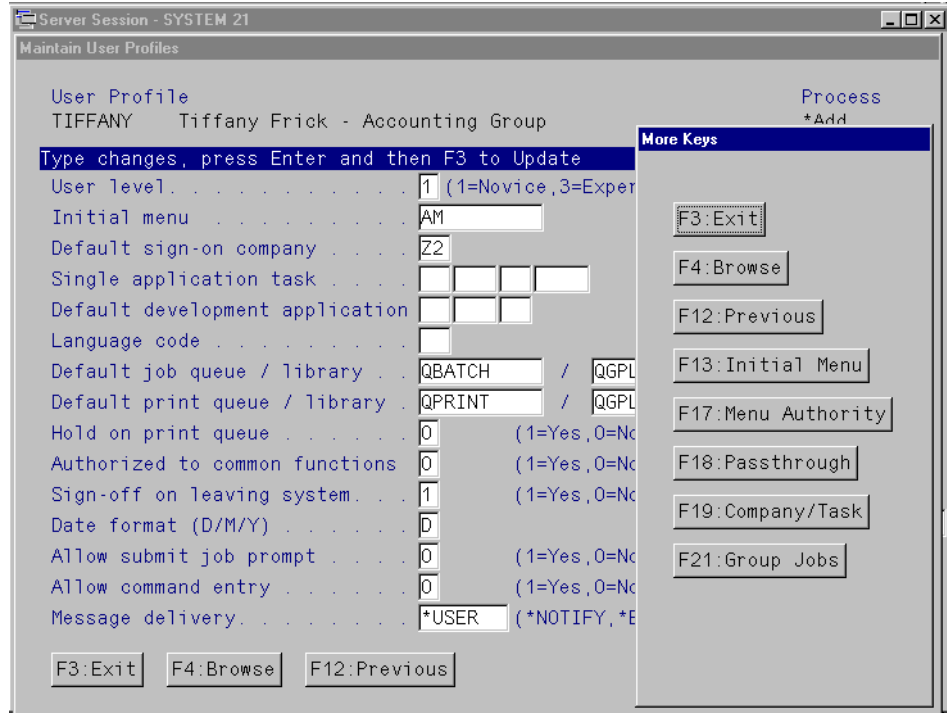 Server Session - SYSTEM 21
Maintain User Profiles
User Profile Process
TIFFANY Tiffany Frick - Accounting Group *Add
Type changes, press Enter and then F3 to Update
User level. . . . . . . . . . . 1 (1=Novice,3=Exper
Initial menu . . . . . . . . . AM
Default sign-on company . . . . Z2
Single application task . . . .
Default development application
Language code . . . . . . . . .
Default job queue / library . . QBATCH / QGPL
Default print queue / library . QPRINT / QGPL
Hold on print queue . . . . . . 0 (1=Yes,0=No
Authorized to common functions 0 (1=Yes,0=No
Sign-off on leaving system. . . 1 (1=Yes,0=No
Date format (D/M/Y) . . . . . . D
Allow submit job prompt . . . . 0 (1=Yes,0=No
Allow command entry . . . . . . 0 (1=Yes,0=No
Message delivery. . . . . . . . *USER (*NOTIFY,*B
F3:Exit F4:Browse F12:Previous
More Keys
F3:Exit
F4:Browse
F12:Previous
F13:Initial Menu
F17:Menu Authority
F18:Passthrough
F19:Company/Task
F21:Group Jobs